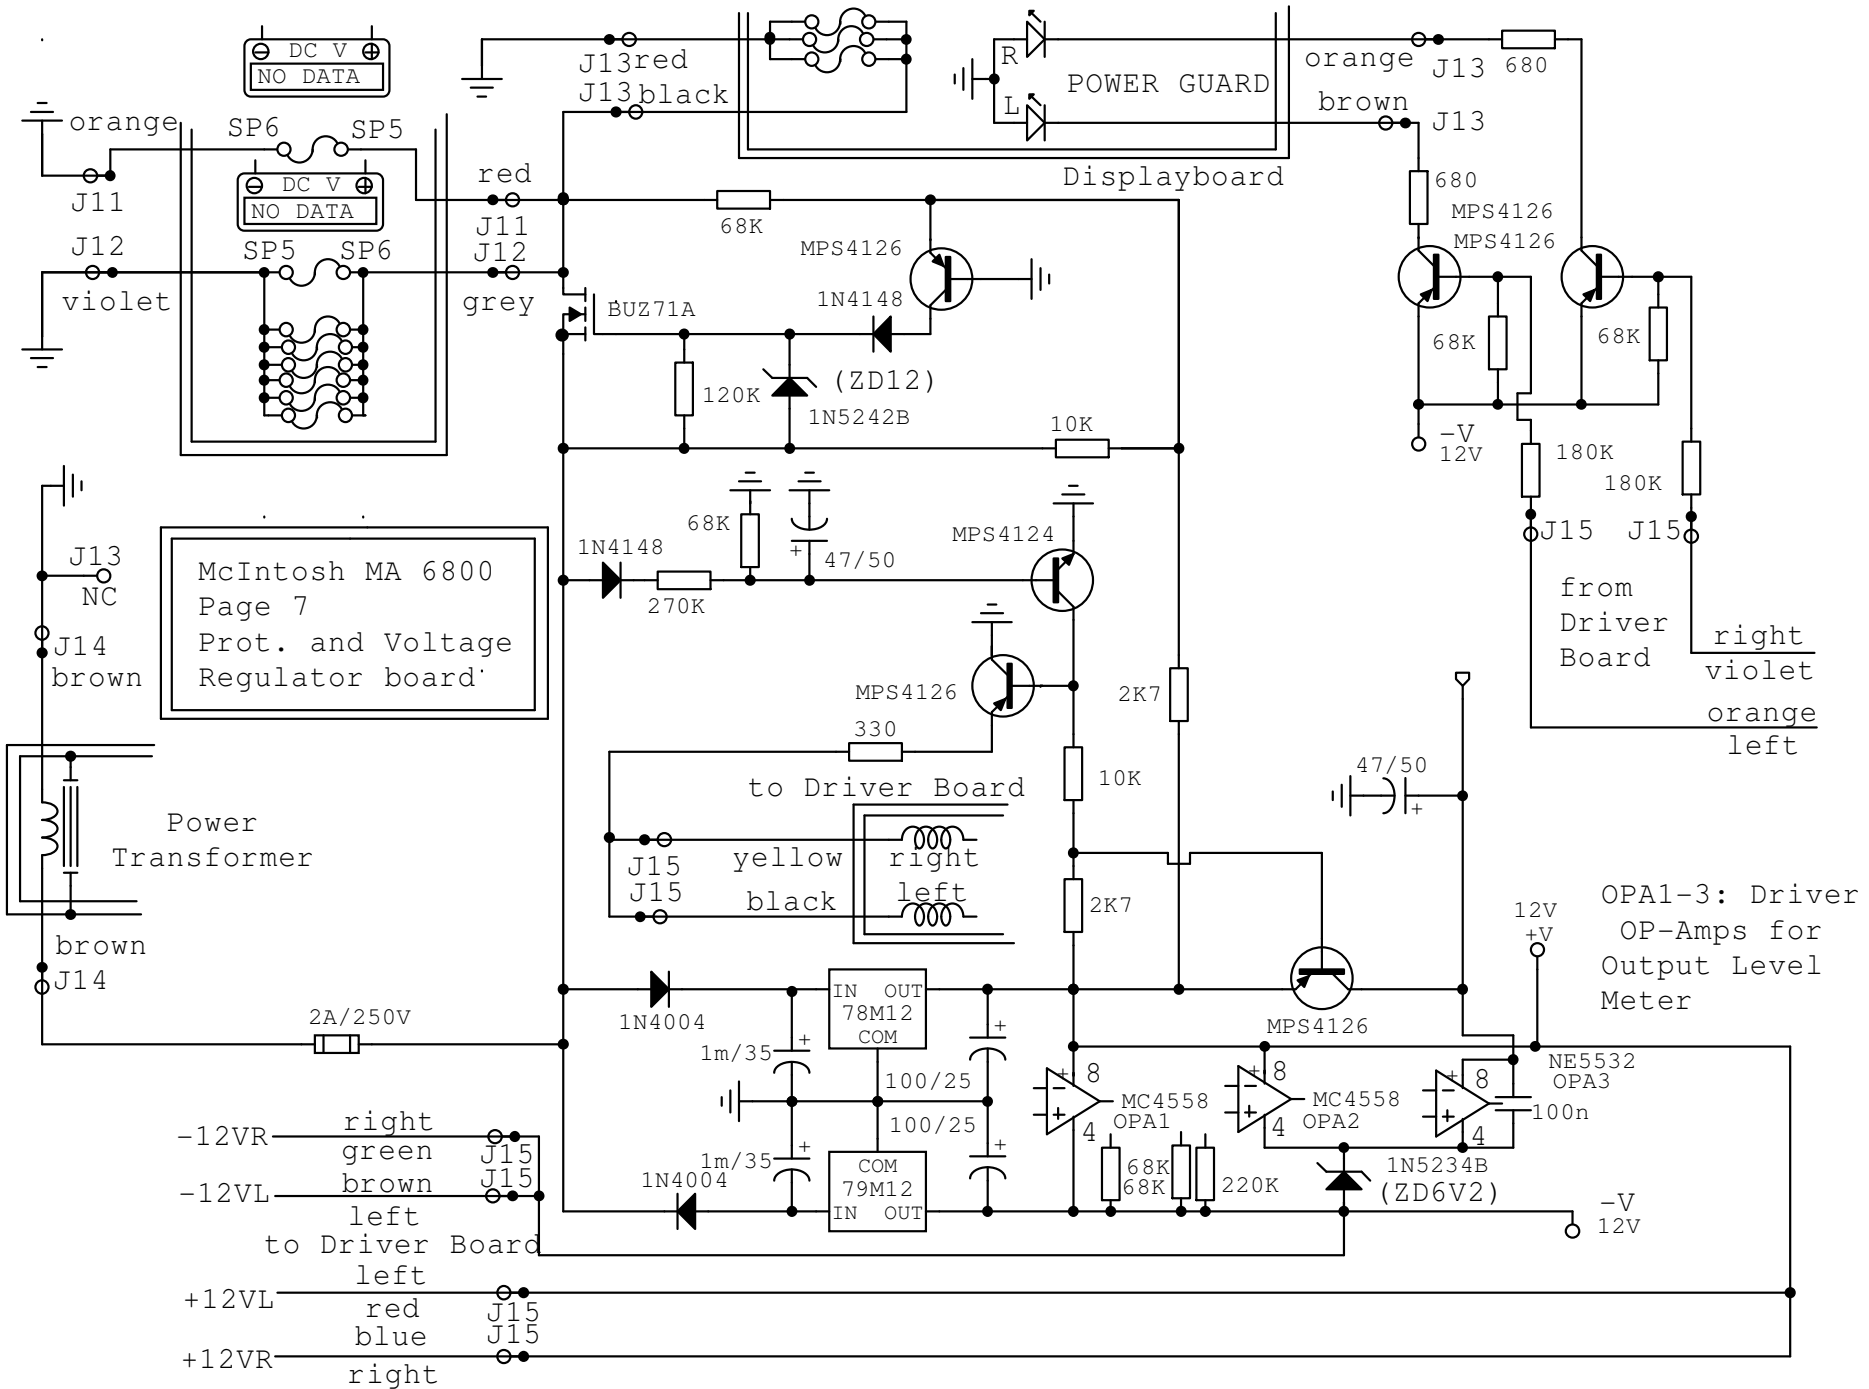 DC V
NO DATA
orange
SP6
SP5
J11
DC V
NO DATA
red
J11
J12
J12
SP5
SP6
violet
grey
J13
red
J13
black
R
L
POWER GUARD
Displayboard
orange
J13
680
brown
J13
680
MPS4126
MPS4126
68K
68K
-V
12V
180K
180K
J15
J15
from
Driver
Board
right
violet
orange
left
68K
MPS4126
1N4148
BUZ71A
120K
(ZD12)
1N5242B
10K
68K
47/50
MPS4124
1N4148
270K
MPS4126
330
2K7
10K
2K7
to Driver Board
J15
J15
yellow
right
black
left
47/50
J13
NC
J14
brown
McIntosh MA 6800
Page 7
Prot. and Voltage
Regulator board
Power
Transformer
brown
J14
2A/250V
1N4004
IN OUT
78M12
COM
1m/35
+
100/25
+
100/25
1m/35
+
+
1N4004
COM
79M12
IN OUT
MPS4126
12V
+V
OPA1-3: Driver
OP-Amps for
Output Level
Meter
8
4
MC4558
OPA1
8
4
MC4558
OPA2
8
4
NE5532
OPA3
100n
68K
68K
220K
1N5234B
(ZD6V2)
-V
12V
-12VR
right
green
J15
J15
-12VL
brown
left
to Driver Board
left
+12VL
red
J15
J15
blue
+12VR
right